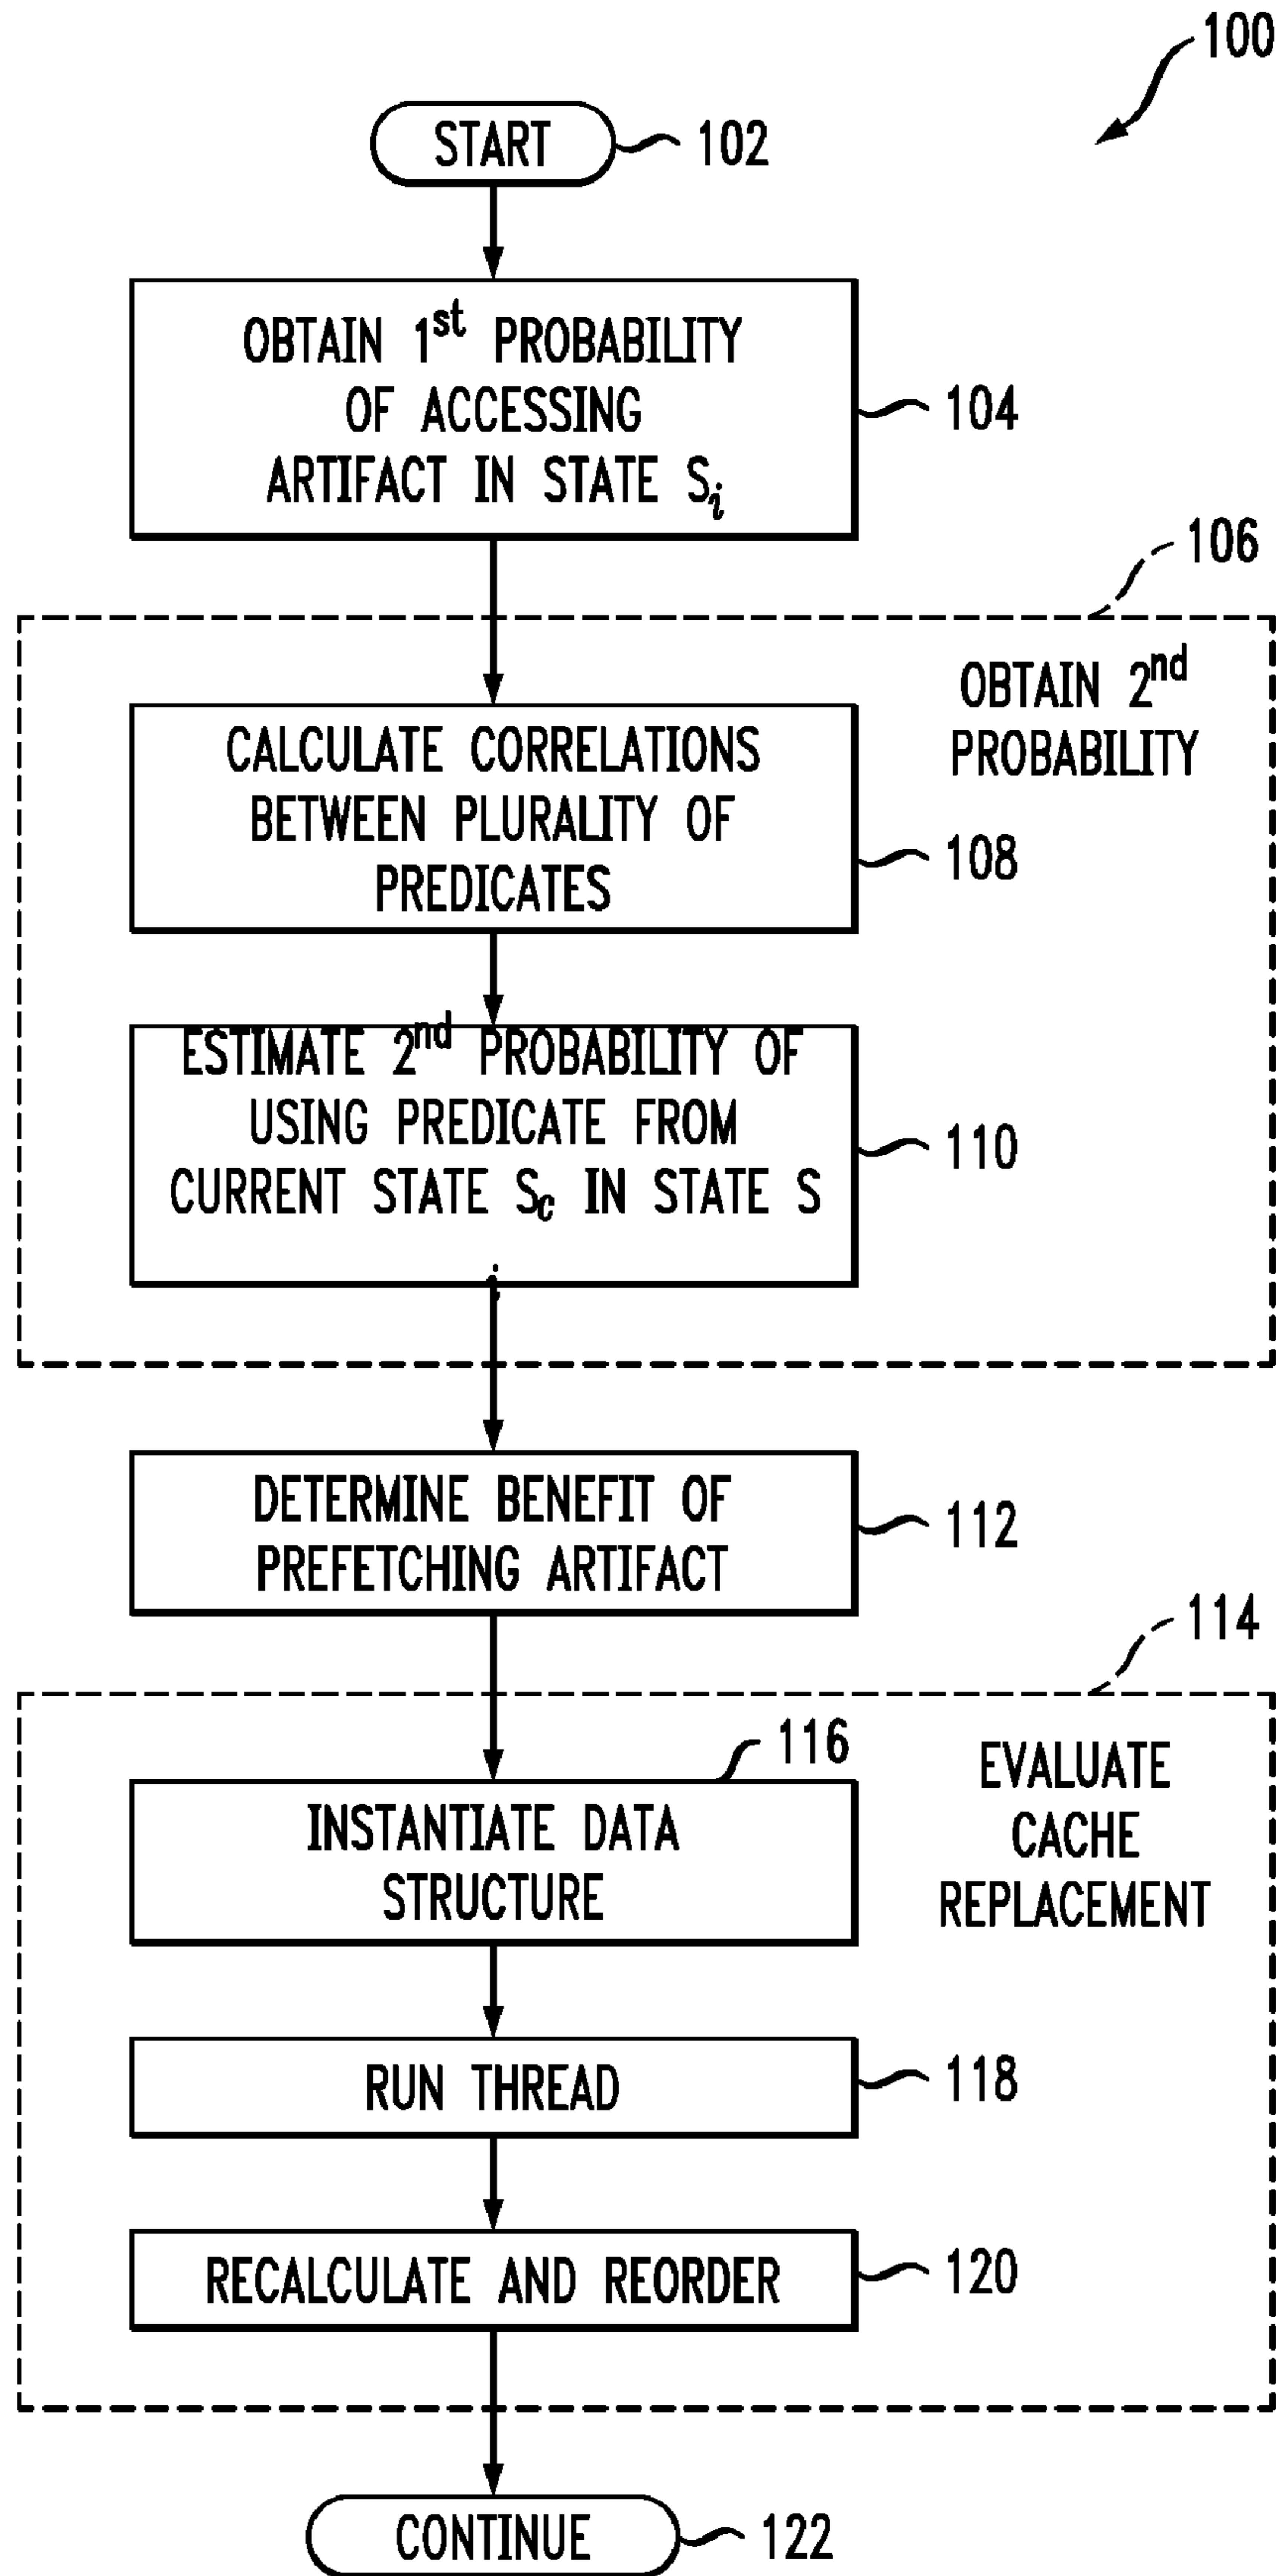 100
START
102
OBTAIN 1st PROBABILITY
OF ACCESSING
ARTIFACT IN STATE Si
104
106
OBTAIN 2nd
PROBABILITY
CALCULATE CORRELATIONS
BETWEEN PLURALITY OF
PREDICATES
108
ESTIMATE 2nd PROBABILITY OF
USING PREDICATE FROM
CURRENT STATE Sc IN STATE S
i
110
DETERMINE BENEFIT OF
PREFETCHING ARTIFACT
112
114
EVALUATE
CACHE
REPLACEMENT
116
INSTANTIATE DATA
STRUCTURE
RUN THREAD
118
RECALCULATE AND REORDER
120
CONTINUE
122